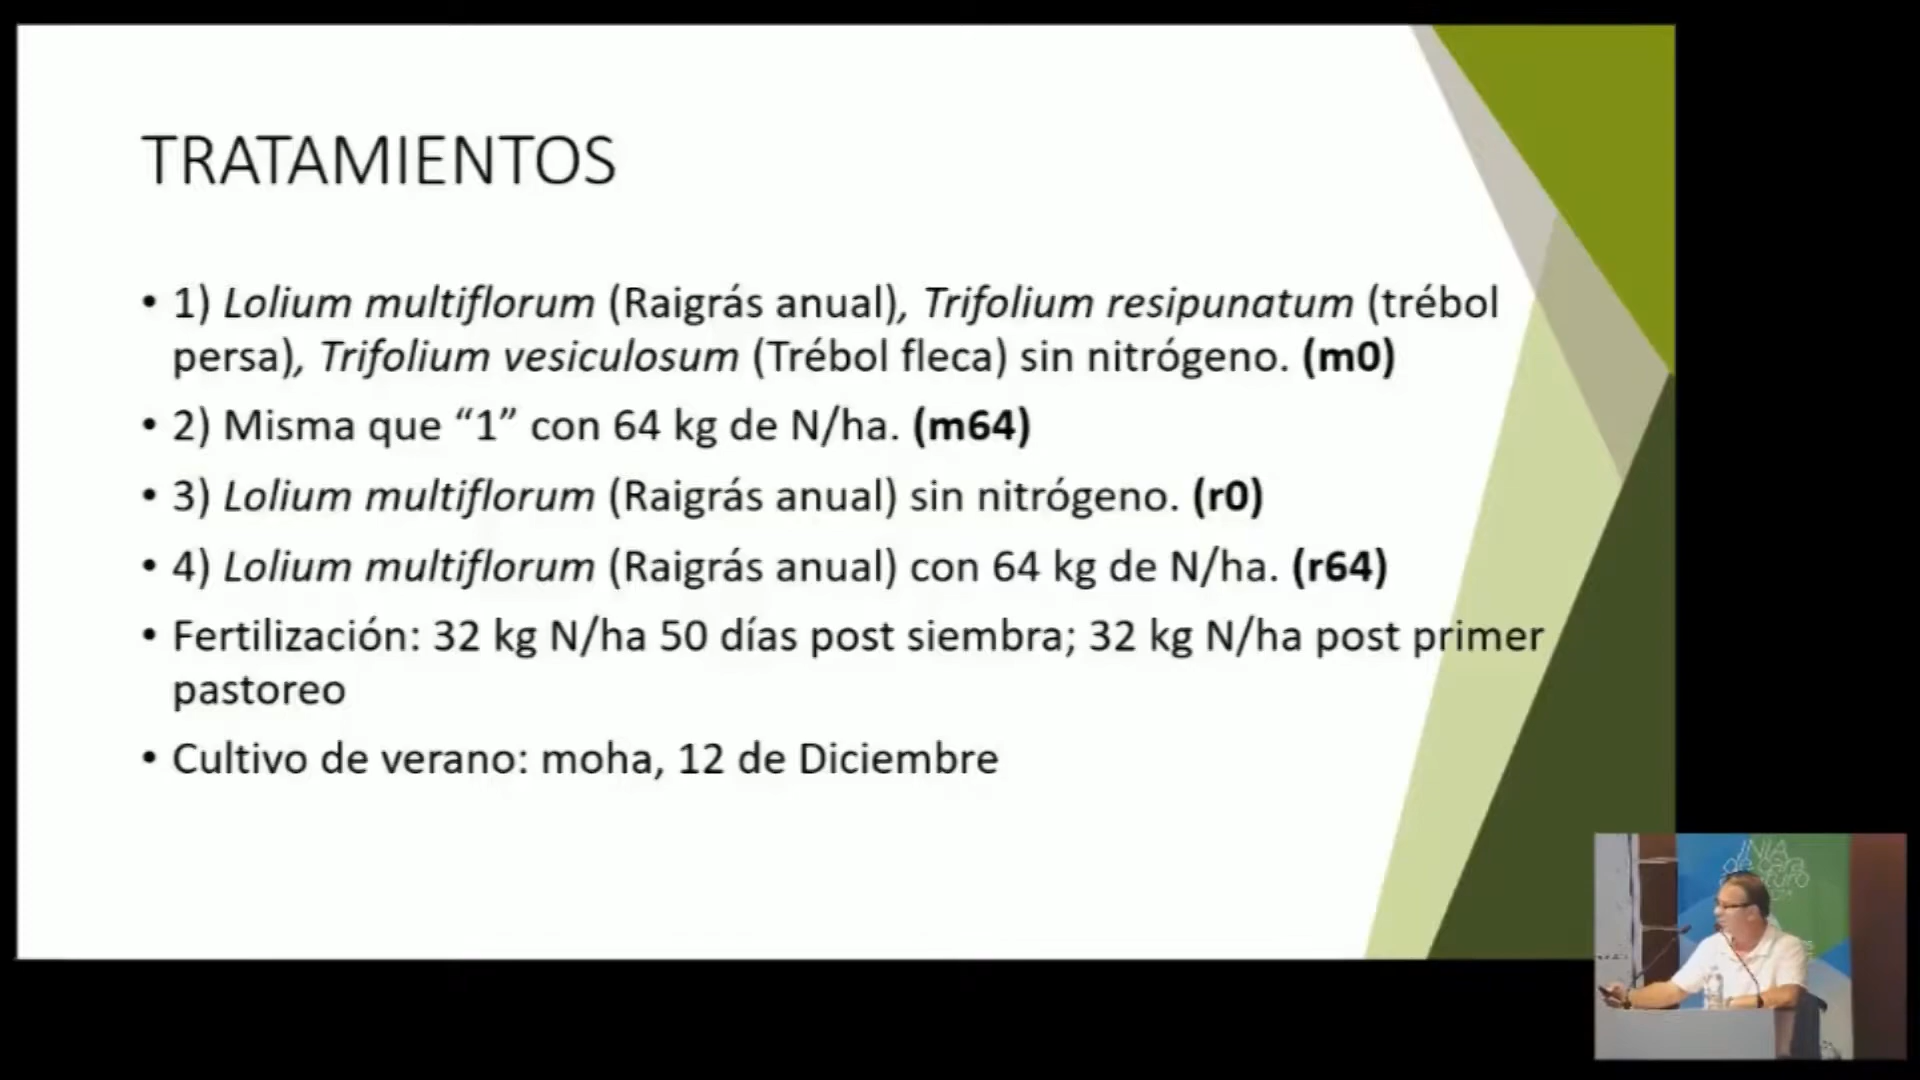 TRATAMIENTOS
• 1) Lolium multiflorum (Raigrás anual), Trifolium resipunatum (trébol
persa), Trifolium vesiculosum (Trébol fleca) sin nitrógeno. (m0)
• 2) Misma que “1” con 64 kg de N/ha. (m64)
• 3) Lolium multiflorum (Raigrás anual) sin nitrógeno. (r0)
• 4) Lolium multiflorum (Raigrás anual) con 64 kg de N/ha. (r64)
• Fertilización: 32 kg N/ha 50 días post siembra; 32 kg N/ha post primer
pastoreo
• Cultivo de verano: moha, 12 de Diciembre
INIA
de cara